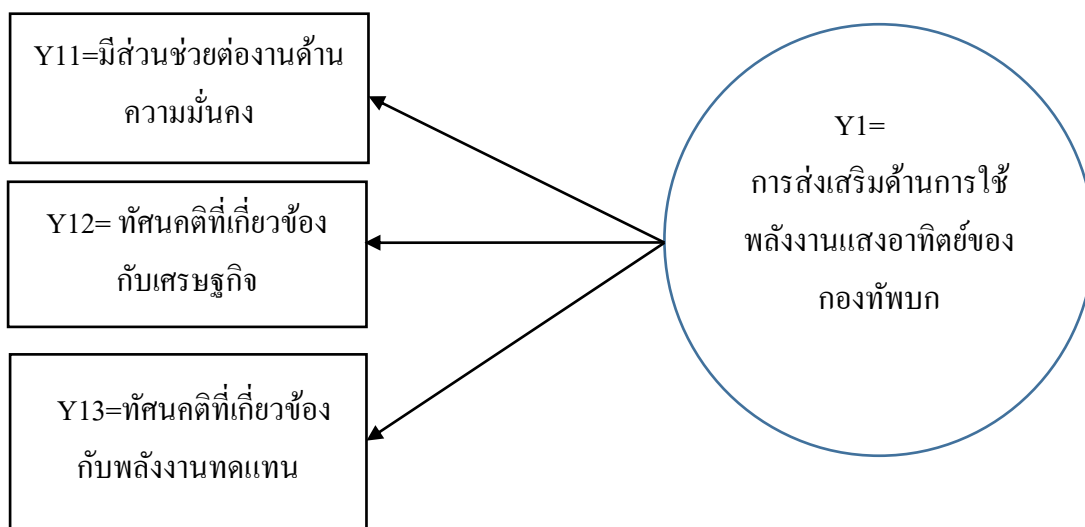 Y11=มีส่วนช่วยต่องานด้าน
ความมั่นคง
Y12= ทัศนคติที่เกี่ยวข้อง
กับเศรษฐกิจ
Y13=ทัศนคติที่เกี่ยวข้อง
กับพลังงานทดแทน
Y1=
การส่งเสริมด้านการใช้
พลังงานแสงอาทิตย์ของ
กองทัพบก